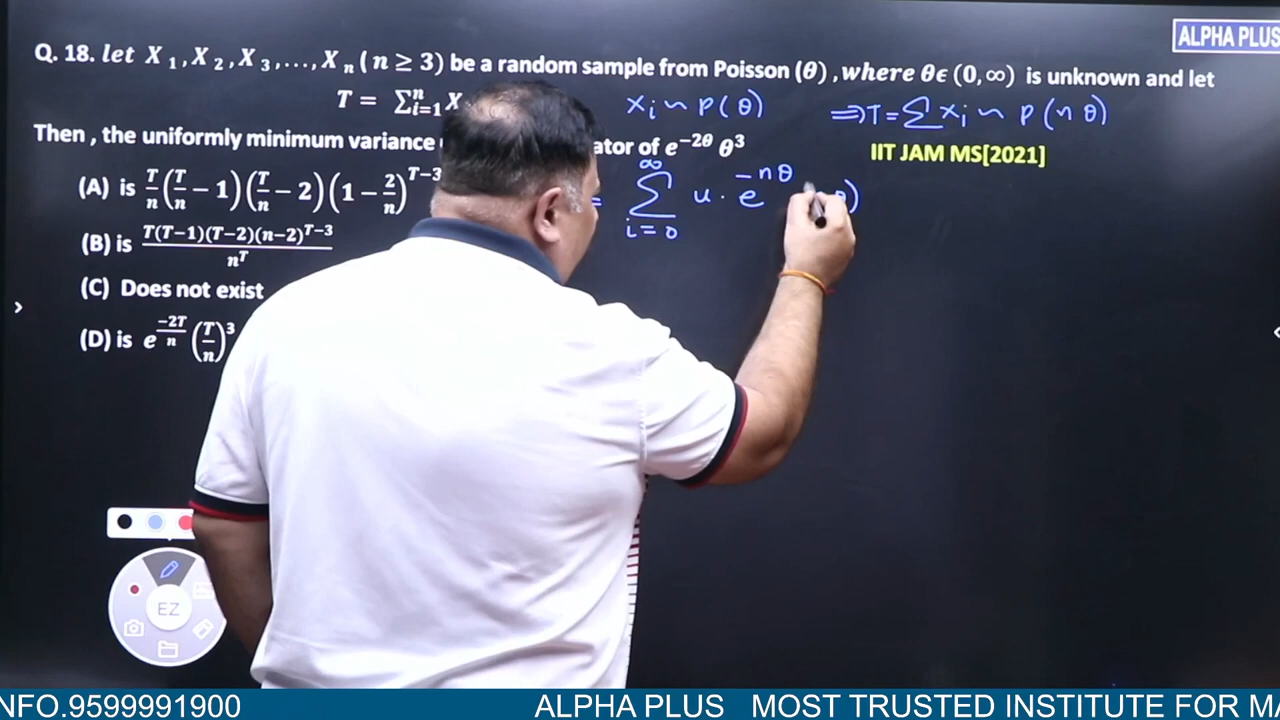 ALPHA PLUS
Q. 18. let X₁,X₂,X₃,…,Xₙ(n ≥ 3) be a random sample from Poisson (θ), where θϵ(0,∞) is unknown and let
T = ∑ⁿᵢ₌₁ X
xᵢ ~ P(θ) ⇒T=∑xᵢ ~ P(nθ)
Then , the uniformly minimum variance ator of e⁻²ᶿ θ³
IIT JAM MS[2021]
(A) is T/n(T/n − 1)(T/n − 2)(1 − 2/n)^T−3
= ∑^∞_i=0 u · e^−nθ θ)
(B) is T(T−1)(T−2)(n−2)^T−3 / n^T
(C) Does not exist
(D) is e^−2T/n (T/n)³
EZ
NFO.9599991900 ALPHA PLUS MOST TRUSTED INSTITUTE FOR MA